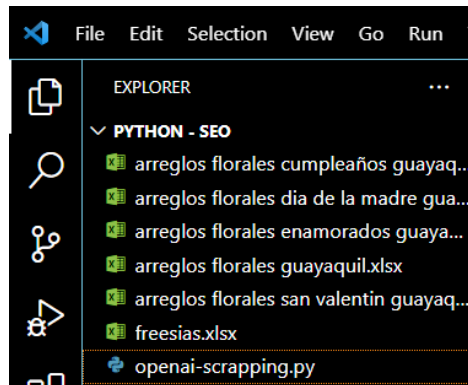 File Edit Selection View Go Run
EXPLORER ...
PYTHON - SEO
arreglos florales cumpleaños guayaq...
arreglos florales dia de la madre gua...
arreglos florales enamorados guaya...
arreglos florales guayaquil.xlsx
arreglos florales san valentin guayaq...
freesias.xlsx
openai-scrapping.py